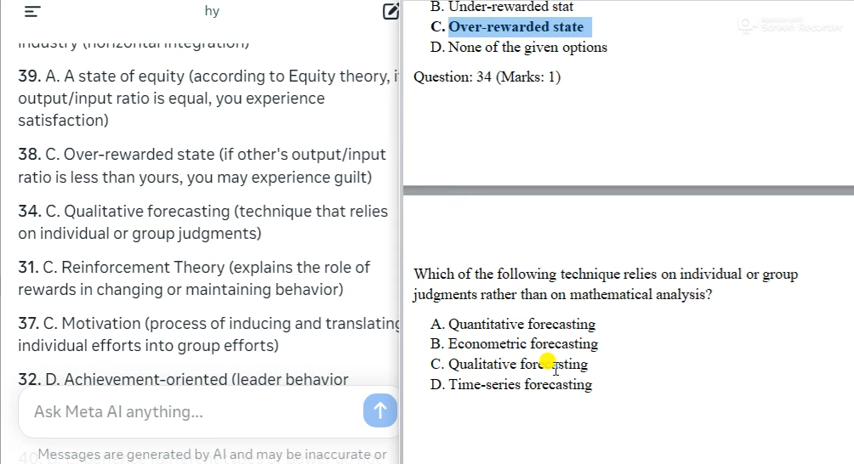 hy
industry (horizontal integration)
39. A. A state of equity (according to Equity theory, i
output/input ratio is equal, you experience
satisfaction)
38. C. Over-rewarded state (if other's output/input
ratio is less than yours, you may experience guilt)
34. C. Qualitative forecasting (technique that relies
on individual or group judgments)
31. C. Reinforcement Theory (explains the role of
rewards in changing or maintaining behavior)
37. C. Motivation (process of inducing and translating
individual efforts into group efforts)
32. D. Achievement-oriented (leader behavior
Ask Meta AI anything...
Messages are generated by AI and may be inaccurate or
B. Under-rewarded stat
C. Over-rewarded state
D. None of the given options
Question: 34 (Marks: 1)
Which of the following technique relies on individual or group
judgments rather than on mathematical analysis?
A. Quantitative forecasting
B. Econometric forecasting
C. Qualitative forecasting
D. Time-series forecasting
Screen Recorder